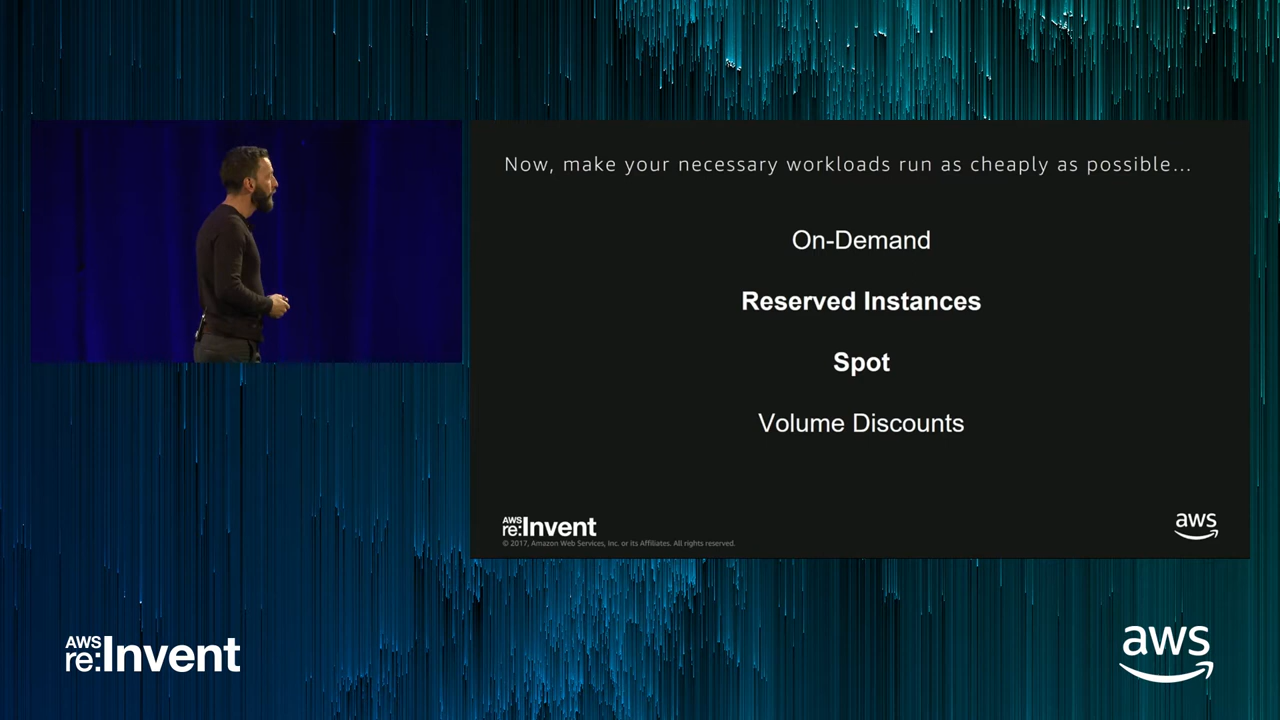 Now, make your necessary workloads run as cheaply as possible...
On-Demand
Reserved Instances
Spot
Volume Discounts
AWS
re:Invent
© 2017, Amazon Web Services, Inc. or its Affiliates. All rights reserved.
aws
AWS
re:Invent
aws